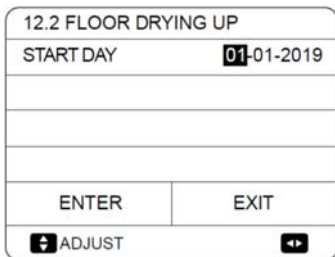 12.2 FLOOR DRYING UP
START DAY 01-01-2019
ENTER EXIT
ADJUST